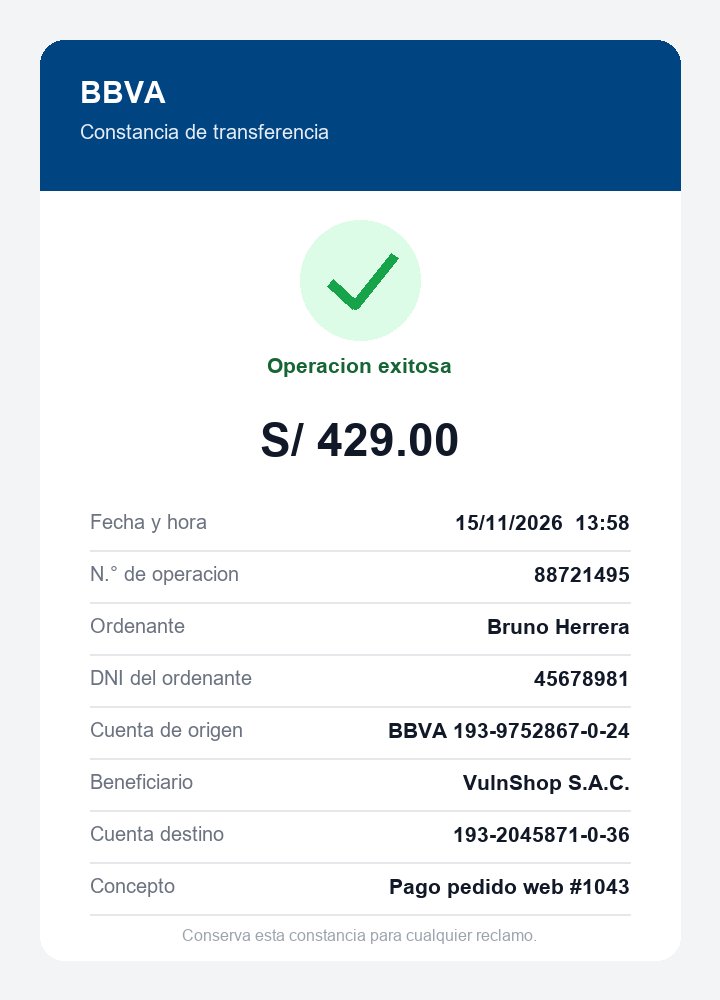 BBVA
Constancia de transferencia
Operacion exitosa
S/ 429.00
Fecha y hora 15/11/2026 13:58
N.° de operacion 88721495
Ordenante Bruno Herrera
DNI del ordenante 45678981
Cuenta de origen BBVA 193-9752867-0-24
Beneficiario VulnShop S.A.C.
Cuenta destino 193-2045871-0-36
Concepto Pago pedido web #1043
Conserva esta constancia para cualquier reclamo.